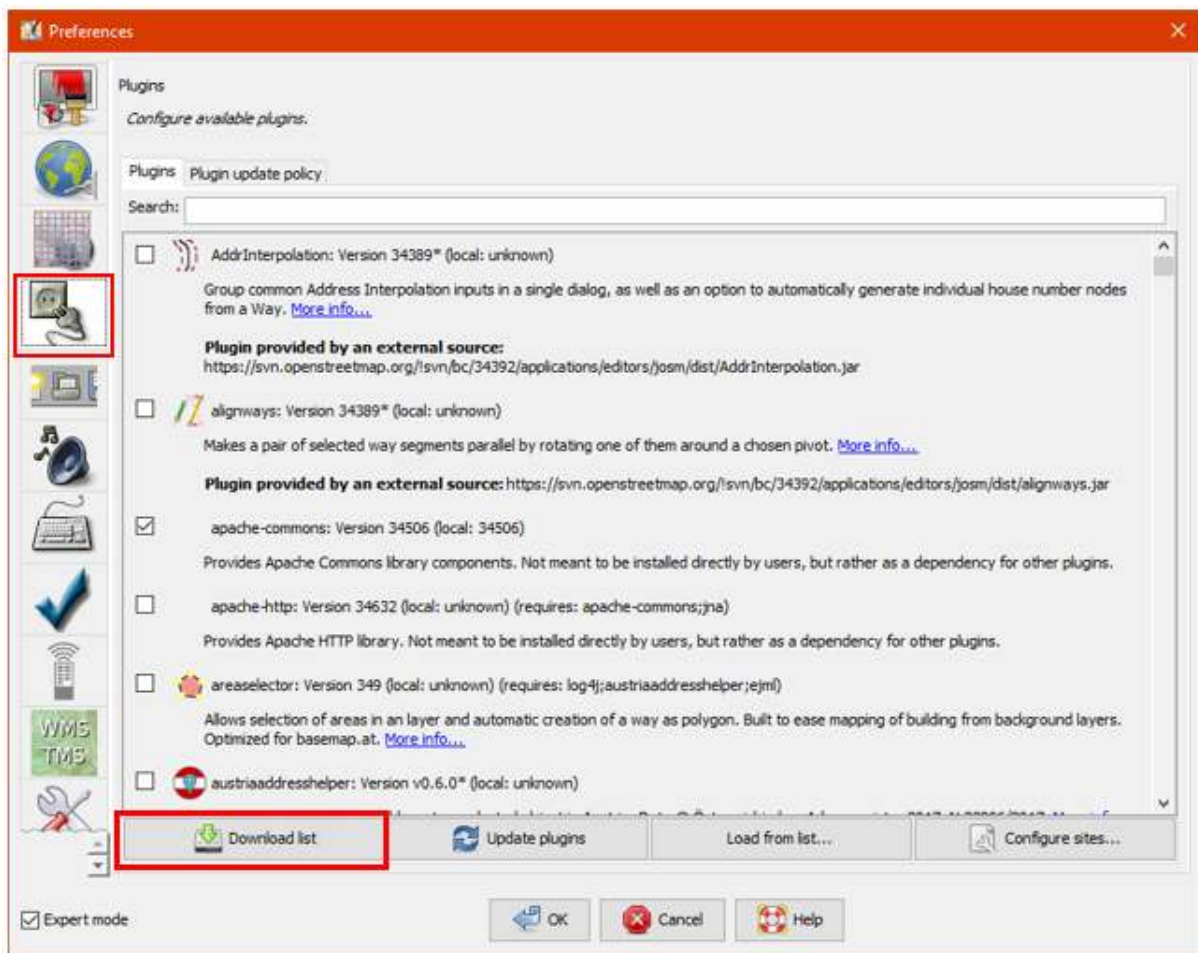 Preferences
Plugins
Configure available plugins.
Plugins Plugin update policy
Search:
AddrInterpolation: Version 34389* (local: unknown)
Group common Address Interpolation inputs in a single dialog, as well as an option to automatically generate individual house number nodes
from a Way. More info...
Plugin provided by an external source:
https://svn.openstreetmap.org/!svn/bc/34392/applications/editors/josm/dist/AddrInterpolation.jar
alignways: Version 34389* (local: unknown)
Makes a pair of selected way segments parallel by rotating one of them around a chosen pivot. More info...
Plugin provided by an external source: https://svn.openstreetmap.org/!svn/bc/34392/applications/editors/josm/dist/alignways.jar
apache-commons: Version 34506 (local: 34506)
Provides Apache Commons library components. Not meant to be installed directly by users, but rather as a dependency for other plugins.
apache-http: Version 34632 (local: unknown) (requires: apache-commons;jna)
Provides Apache HTTP library. Not meant to be installed directly by users, but rather as a dependency for other plugins.
areaselector: Version 349 (local: unknown) (requires: log4j;austriaaddresshelper;ejml)
Allows selection of areas in an layer and automatic creation of a way as polygon. Built to ease mapping of building from background layers.
Optimized for basemap.at. More info...
austriaaddresshelper: Version v0.6.0* (local: unknown)
WMS
TMS
Download list Update plugins Load from list... Configure sites...
Expert mode OK Cancel Help